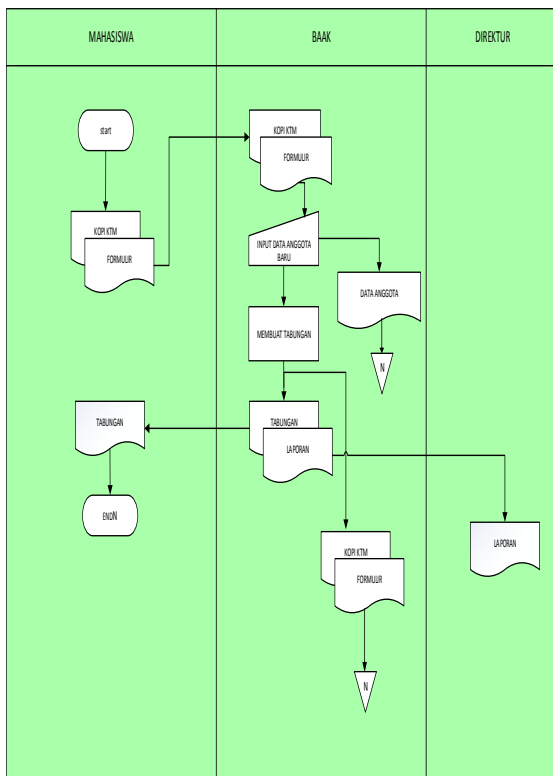 MAHASISWA
BAAK
DIREKTUR
start
KOPI KTM
FORMULIR
KOPI KTM
FORMULIR
INPUT DATA ANGGOTA
BARU
DATA ANGGOTA
N
MEMBUAT TABUNGAN
TABUNGAN
LAPORAN
TABUNGAN
ENDN
KOPI KTM
FORMULIR
N
LAPORAN